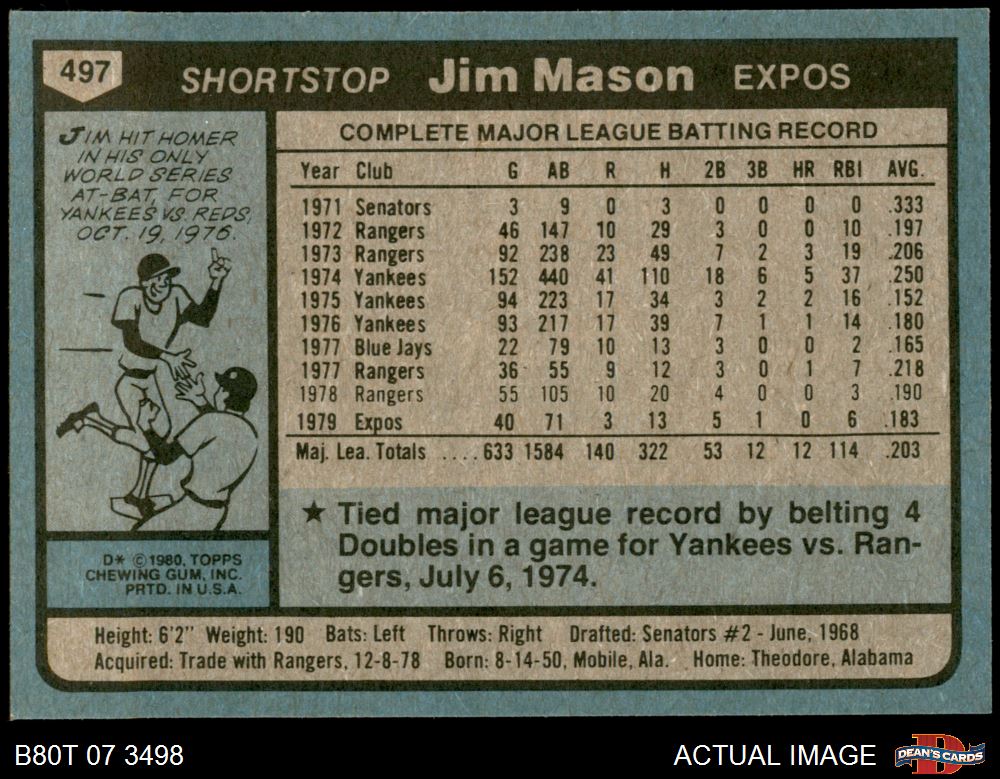 497
SHORTSTOP Jim Mason EXPOS
JIM HIT HOMER
IN HIS ONLY
WORLD SERIES
AT-BAT, FOR
YANKEES VS. REDS,
OCT. 19, 1976.
COMPLETE MAJOR LEAGUE BATTING RECORD
Year Club G AB R H 2B 3B HR RBI AVG.
1971 Senators 3 9 0 3 0 0 0 0 .333
1972 Rangers 46 147 10 29 3 0 0 10 .197
1973 Rangers 92 238 23 49 7 2 3 19 .206
1974 Yankees 152 440 41 110 18 6 5 37 .250
1975 Yankees 94 223 17 34 3 2 2 16 .152
1976 Yankees 93 217 17 39 7 1 1 14 .180
1977 Blue Jays 22 79 10 13 3 0 0 2 .165
1977 Rangers 36 55 9 12 3 0 1 7 .218
1978 Rangers 55 105 10 20 4 0 0 3 .190
1979 Expos 40 71 3 13 5 1 0 6 .183
Maj. Lea. Totals ....633 1584 140 322 53 12 12 114 .203
★ Tied major league record by belting 4
Doubles in a game for Yankees vs. Ran-
gers, July 6, 1974.
D* © 1980, TOPPS
CHEWING GUM, INC.
PRTD. IN U.S.A.
Height: 6'2" Weight: 190 Bats: Left Throws: Right Drafted: Senators #2 - June, 1968
Acquired: Trade with Rangers, 12-8-78 Born: 8-14-50, Mobile, Ala. Home: Theodore, Alabama
B80T 07 3498
ACTUAL IMAGE
D
DEAN'S CARDS